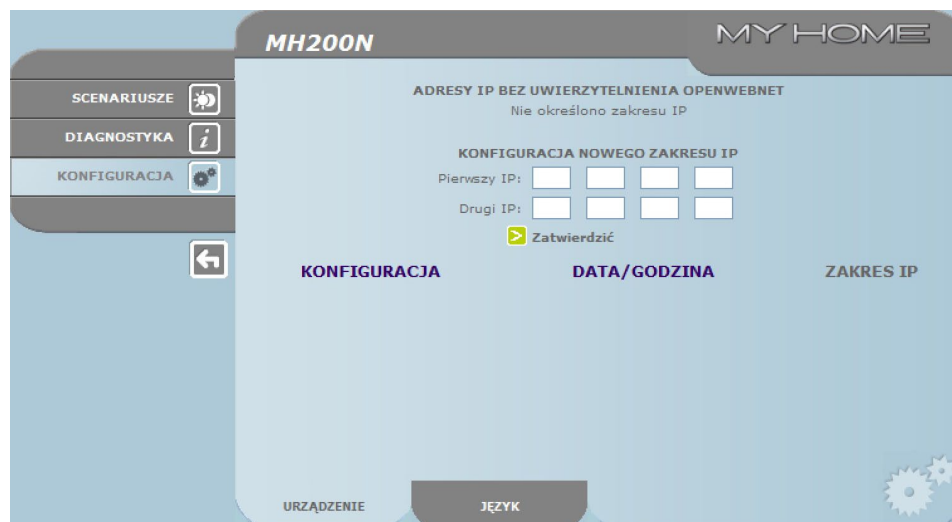 MH200N
MY HOME
SCENARIUSZE
DIAGNOSTYKA
KONFIGURACJA
ADRESY IP BEZ UWIERZYTELNIENIA OPENWEBNET
Nie określono zakresu IP
KONFIGURACJA NOWEGO ZAKRESU IP
Pierwszy IP:
Drugi IP:
Zatwierdzić
KONFIGURACJA DATA/GODZINA ZAKRES IP
URZĄDZENIE JĘZYK